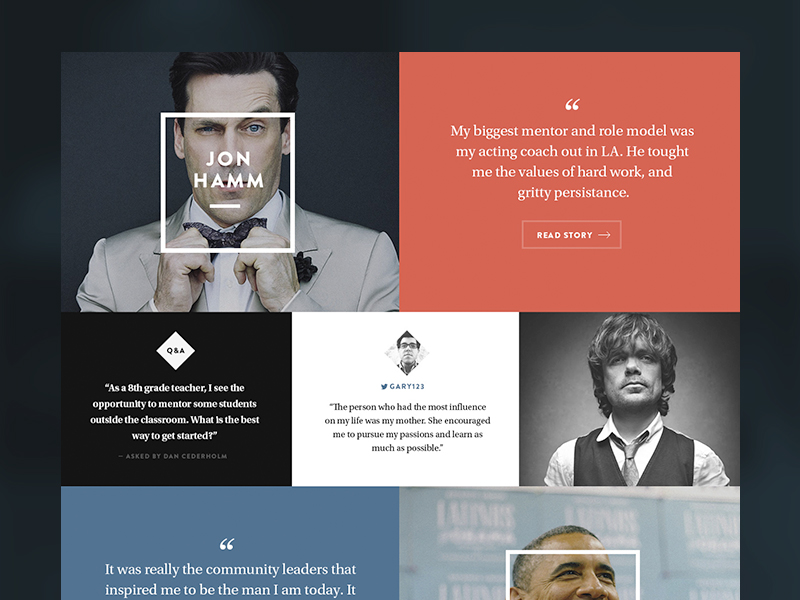 JON
HAMM
“
My biggest mentor and role model was
my acting coach out in LA. He tought
me the values of hard work, and
gritty persistance.
READ STORY →
Q&A
“As a 8th grade teacher, I see the
opportunity to mentor some students
outside the classroom. What is the best
way to get started?”
— ASKED BY DAN CEDERHOLM
GARY123
“The person who had the most influence
on my life was my mother. She encouraged
me to pursue my passions and learn as
much as possible.”
“
It was really the community leaders that
inspired me to be the man I am today. It